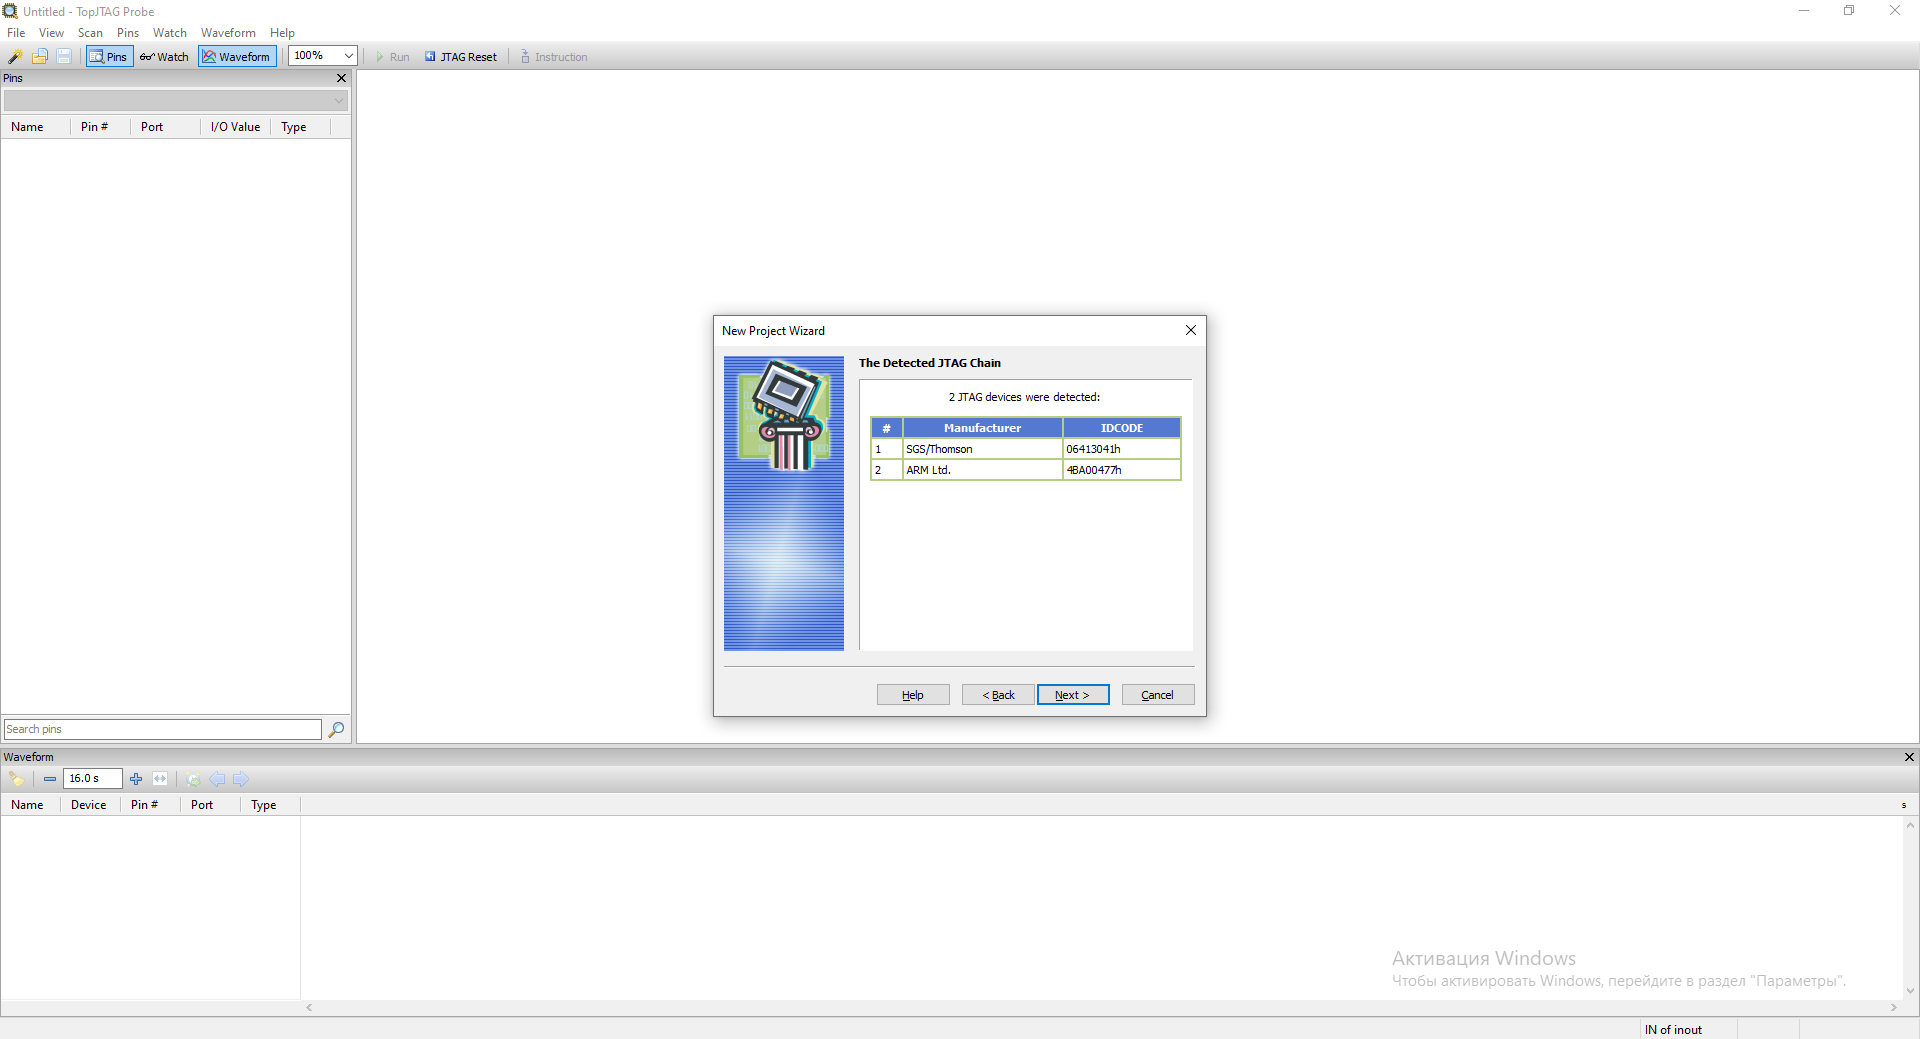 Untitled - TopJTAG Probe
File View Scan Pins Watch Waveform Help
Pins Watch Waveform 100% Run JTAG Reset Instruction
Pins
Name Pin # Port I/O Value Type
New Project Wizard
The Detected JTAG Chain
2 JTAG devices were detected:
# Manufacturer IDCODE
1 SGS/Thomson 06413041h
2 ARM Ltd. 4BA00477h
Help < Back Next > Cancel
Search pins
Waveform
16.0 s
Name Device Pin # Port Type s
Активация Windows
Чтобы активировать Windows, перейдите в раздел "Параметры".
IN of inout